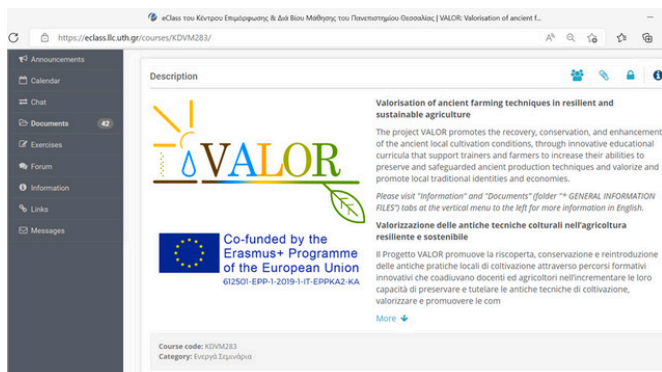 eClass του Κέντρου Επιμόρφωσης & Διά Βίου Μάθησης του Πανεπιστημίου Θεσσαλίας | VALOR: Valorisation of ancient f...
https://eclass.llc.uth.gr/courses/KDVM283/
Announcements
Calendar
Chat
Documents 42
Exercises
Forum
Information
Links
Messages
Description
VALOR
Co-funded by the
Erasmus+ Programme
of the European Union
612501-EPP-1-2019-1-IT-EPPKA2-KA
Valorisation of ancient farming techniques in resilient and
sustainable agriculture
The project VALOR promotes the recovery, conservation, and enhancement
of the ancient local cultivation conditions, through innovative educational
curricula that support trainers and farmers to increase their abilities to
preserve and safeguarded ancient production techniques and valorize and
promote local traditional identities and economies.
Please visit "Information" and "Documents" (folder "* GENERAL INFORMATION
FILES") tabs at the vertical menu to the left for more information in English.
Valorizzazione delle antiche tecniche colturali nell'agricoltura
resiliente e sostenibile
Il Progetto VALOR promuove la riscoperta, conservazione e reintroduzione
delle antiche pratiche locali di coltivazione attraverso percorsi formativi
innovativi che coadiuvano docenti ed agricoltori nell'incrementare le loro
capacità di preservare e tutelare le antiche tecniche di coltivazione,
valorizzare e promuovere le com
More
Course code: KDVM283
Category: Ενεργά Σεμινάρια